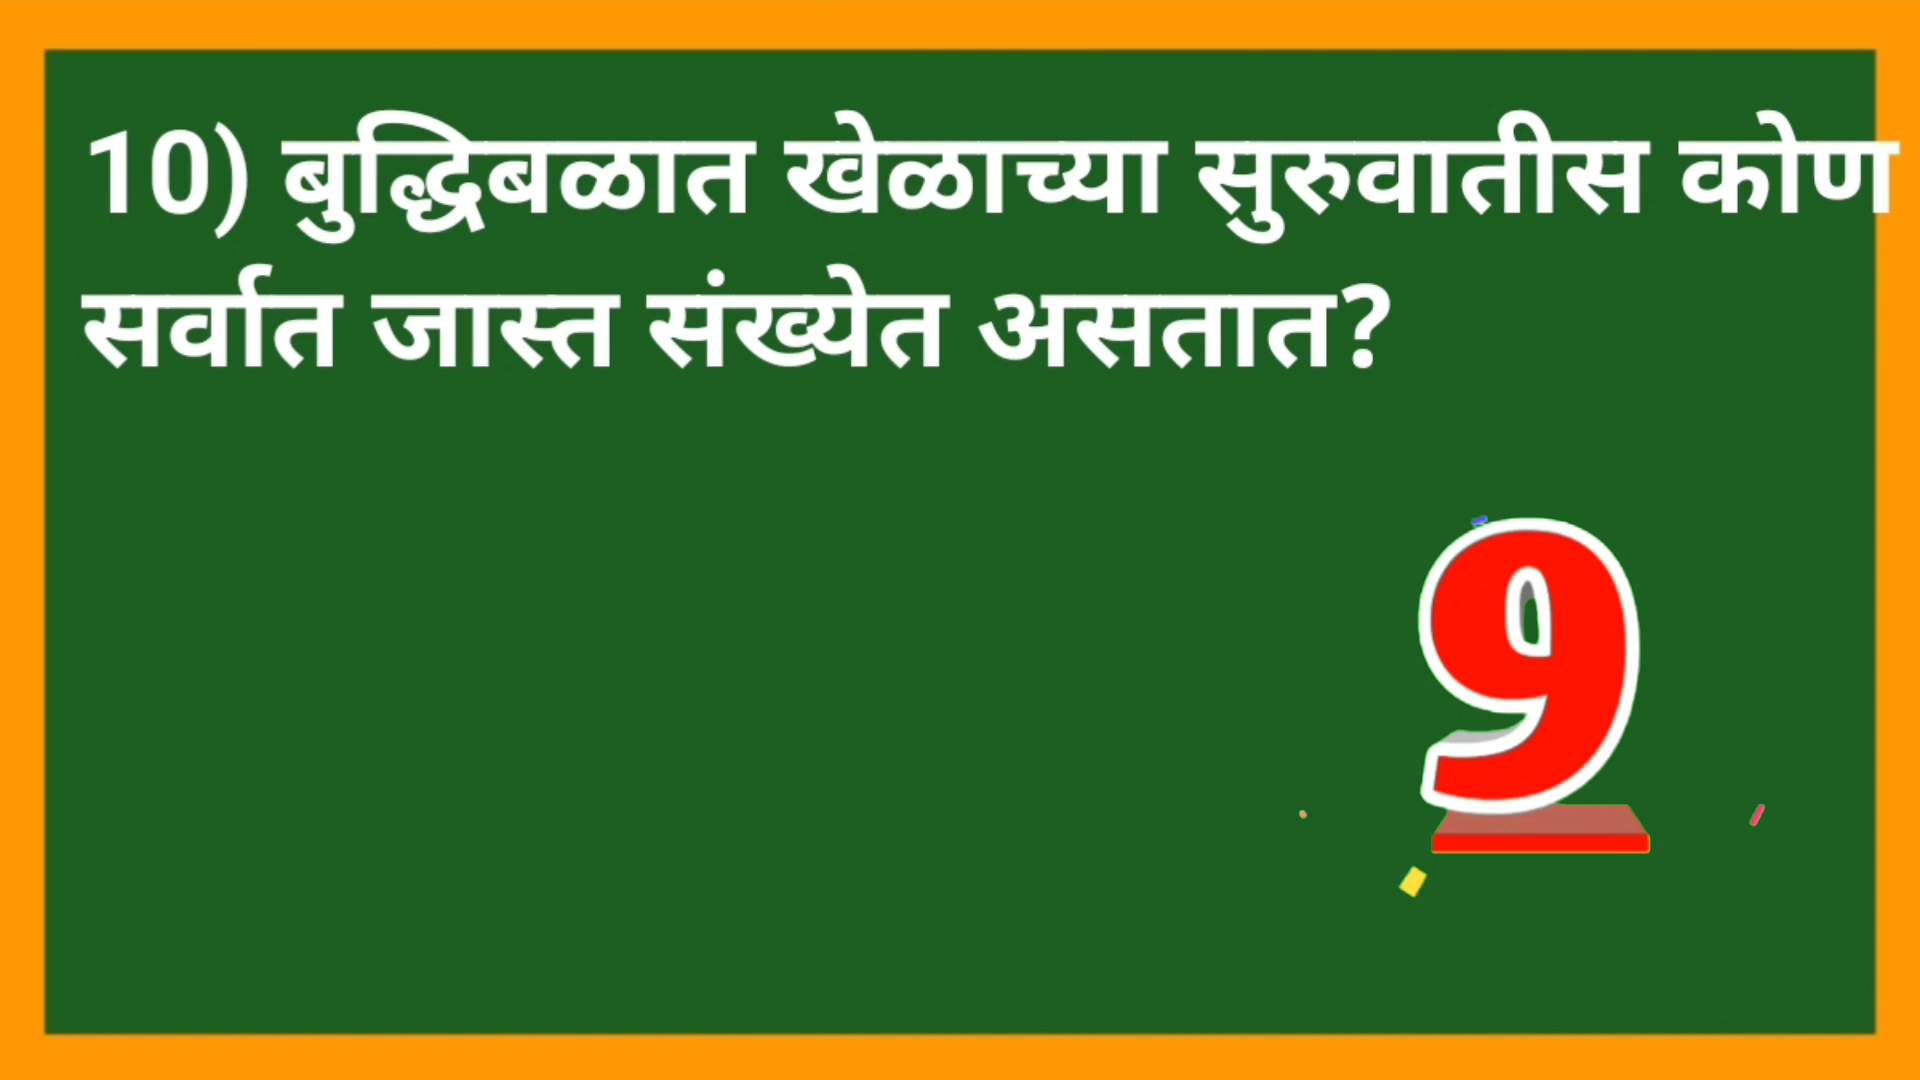 10) बुद्धिबळात खेळाच्या सुरुवातीस कोण
सर्वात जास्त संख्येत असतात?
9